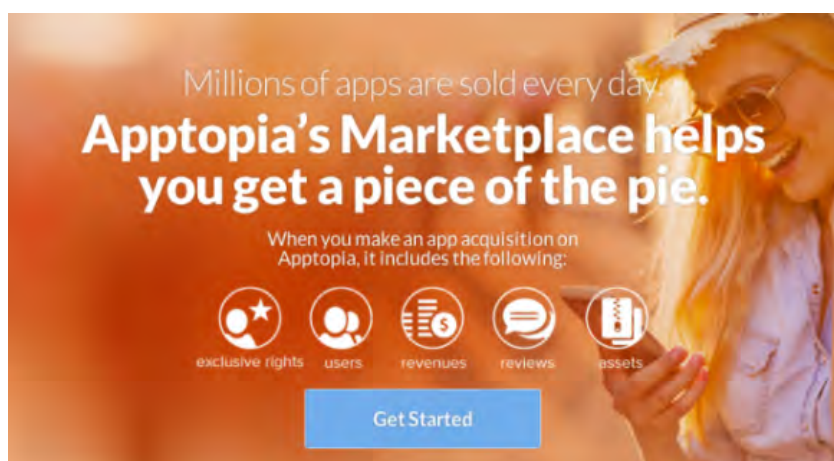 Millions of apps are sold every day.
Apptopia's Marketplace helps
you get a piece of the pie.
When you make an app acquisition on
Apptopia, it includes the following:
exclusive rights users revenues reviews assets
Get Started